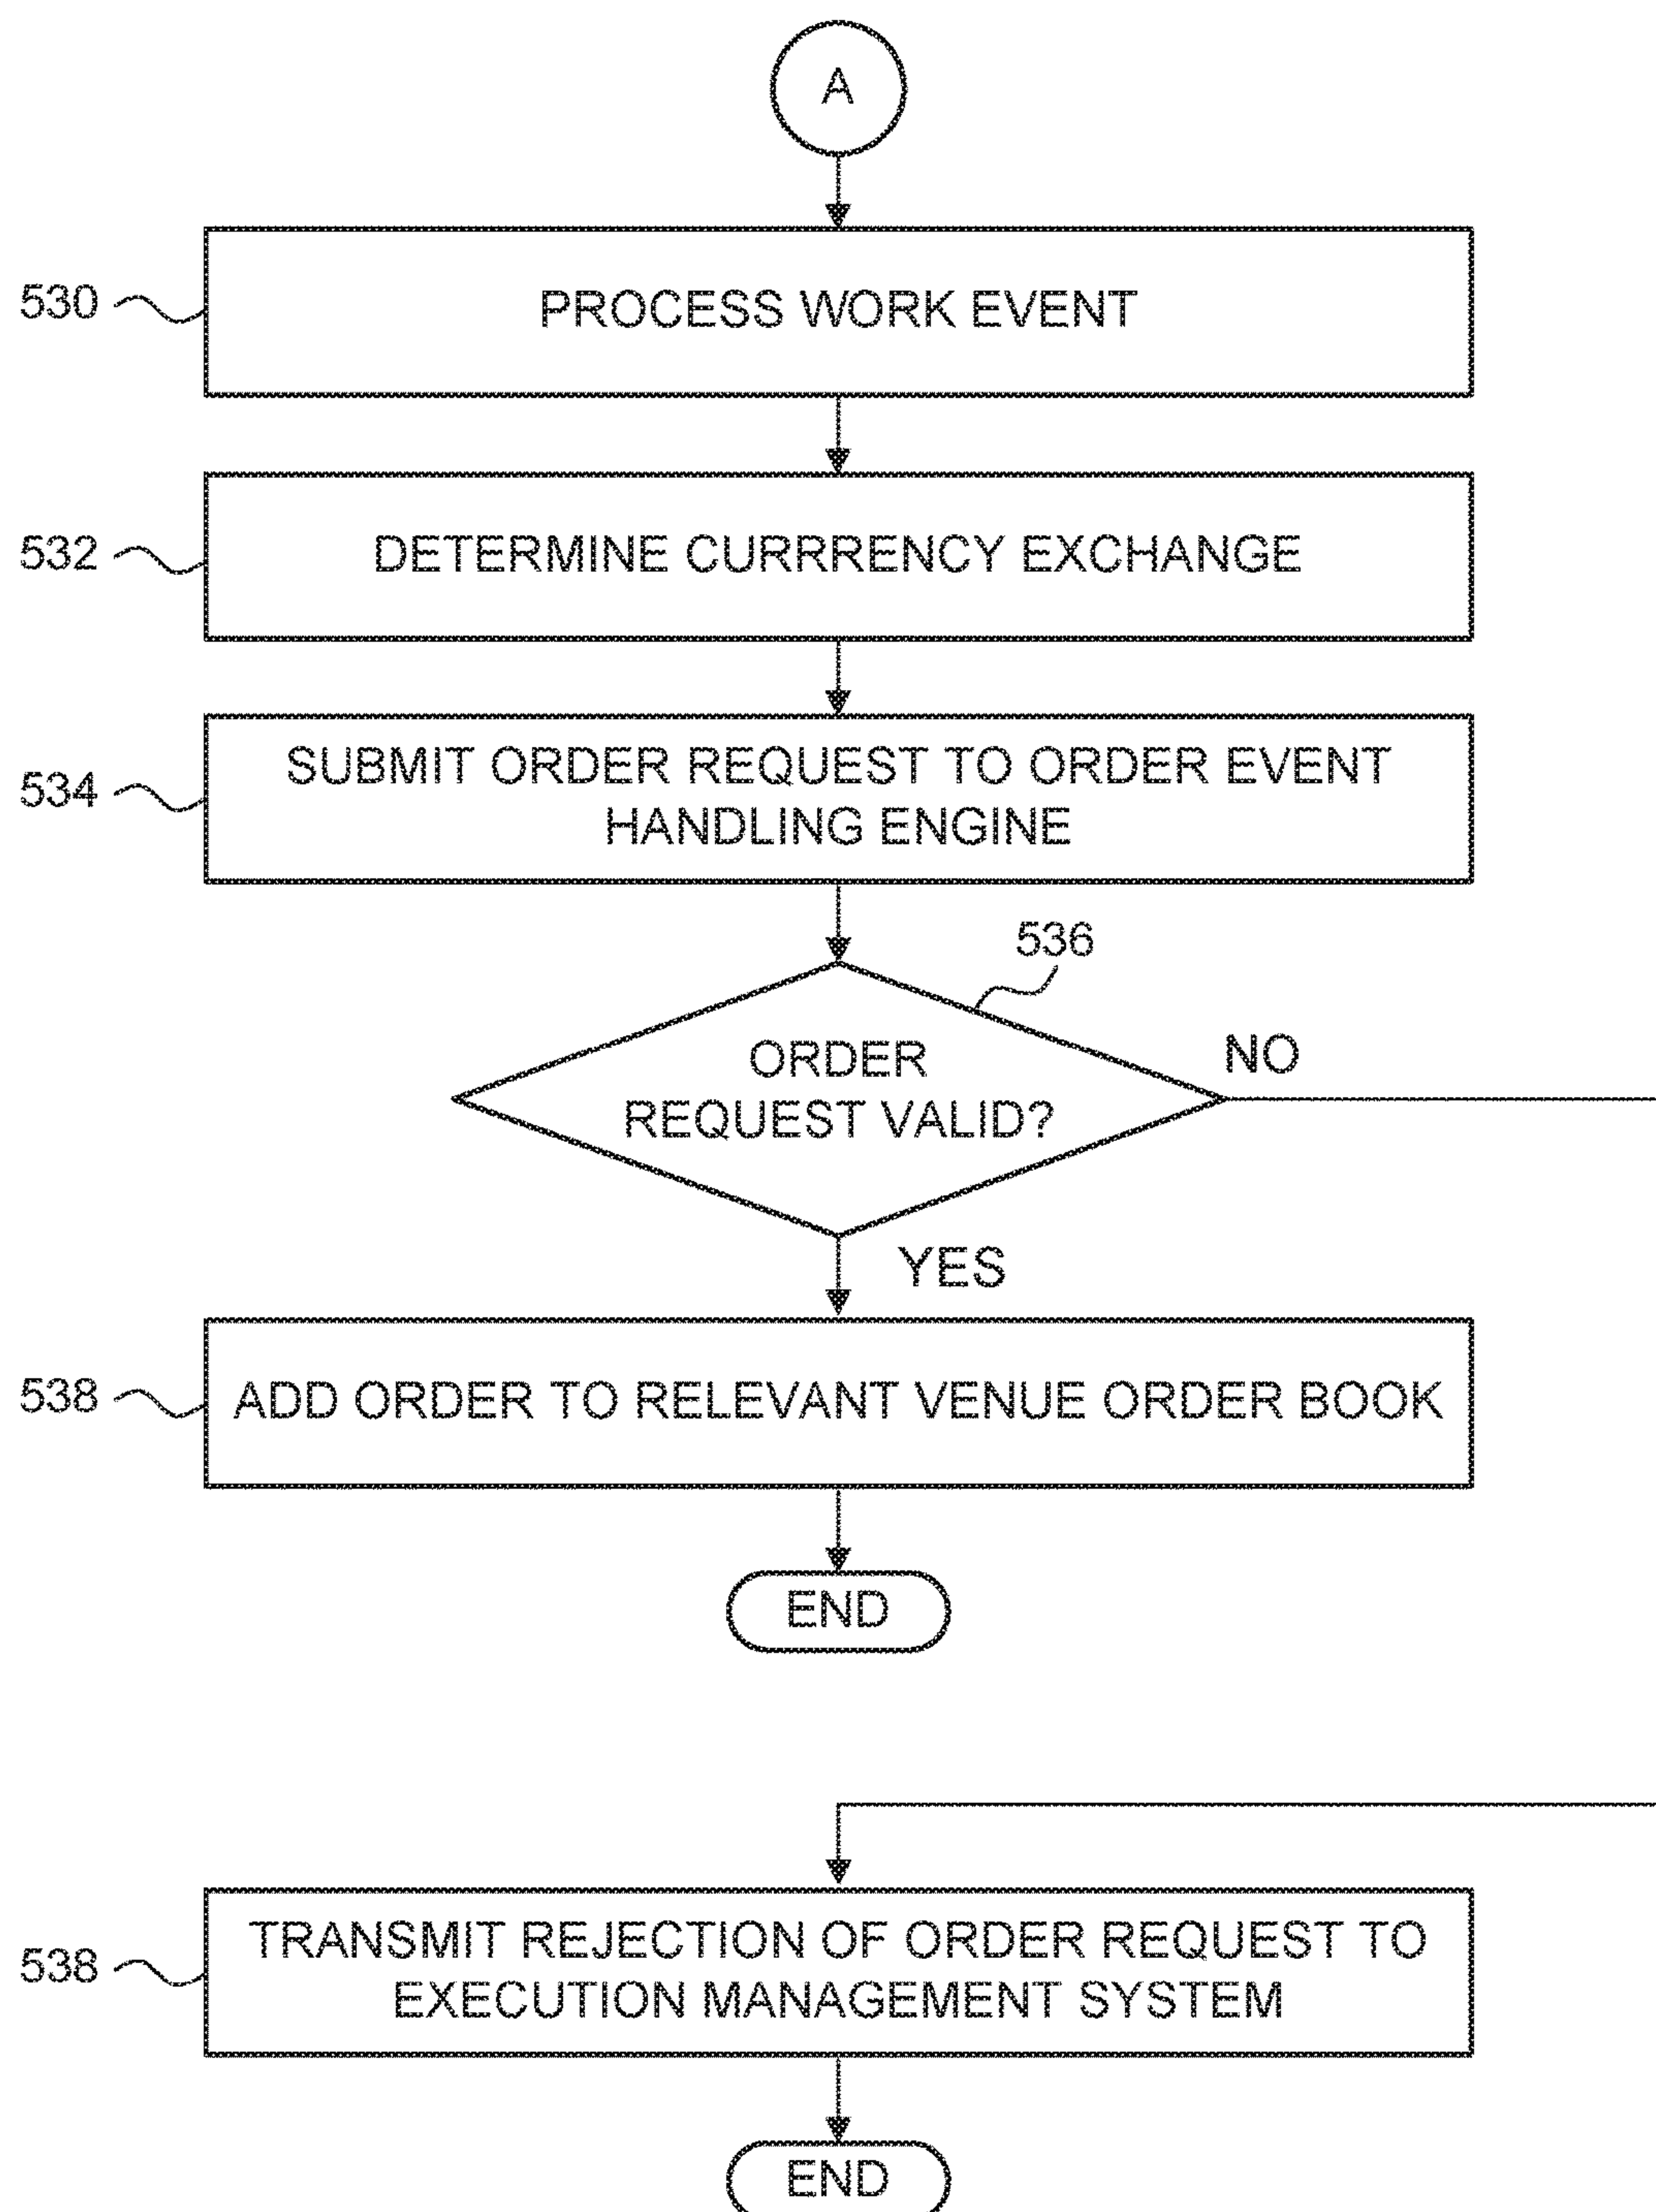 A
530
PROCESS WORK EVENT
532
DETERMINE CURRRENCY EXCHANGE
534
SUBMIT ORDER REQUEST TO ORDER EVENT
HANDLING ENGINE
536
ORDER
REQUEST VALID?
NO
YES
538
ADD ORDER TO RELEVANT VENUE ORDER BOOK
END
538
TRANSMIT REJECTION OF ORDER REQUEST TO
EXECUTION MANAGEMENT SYSTEM
END